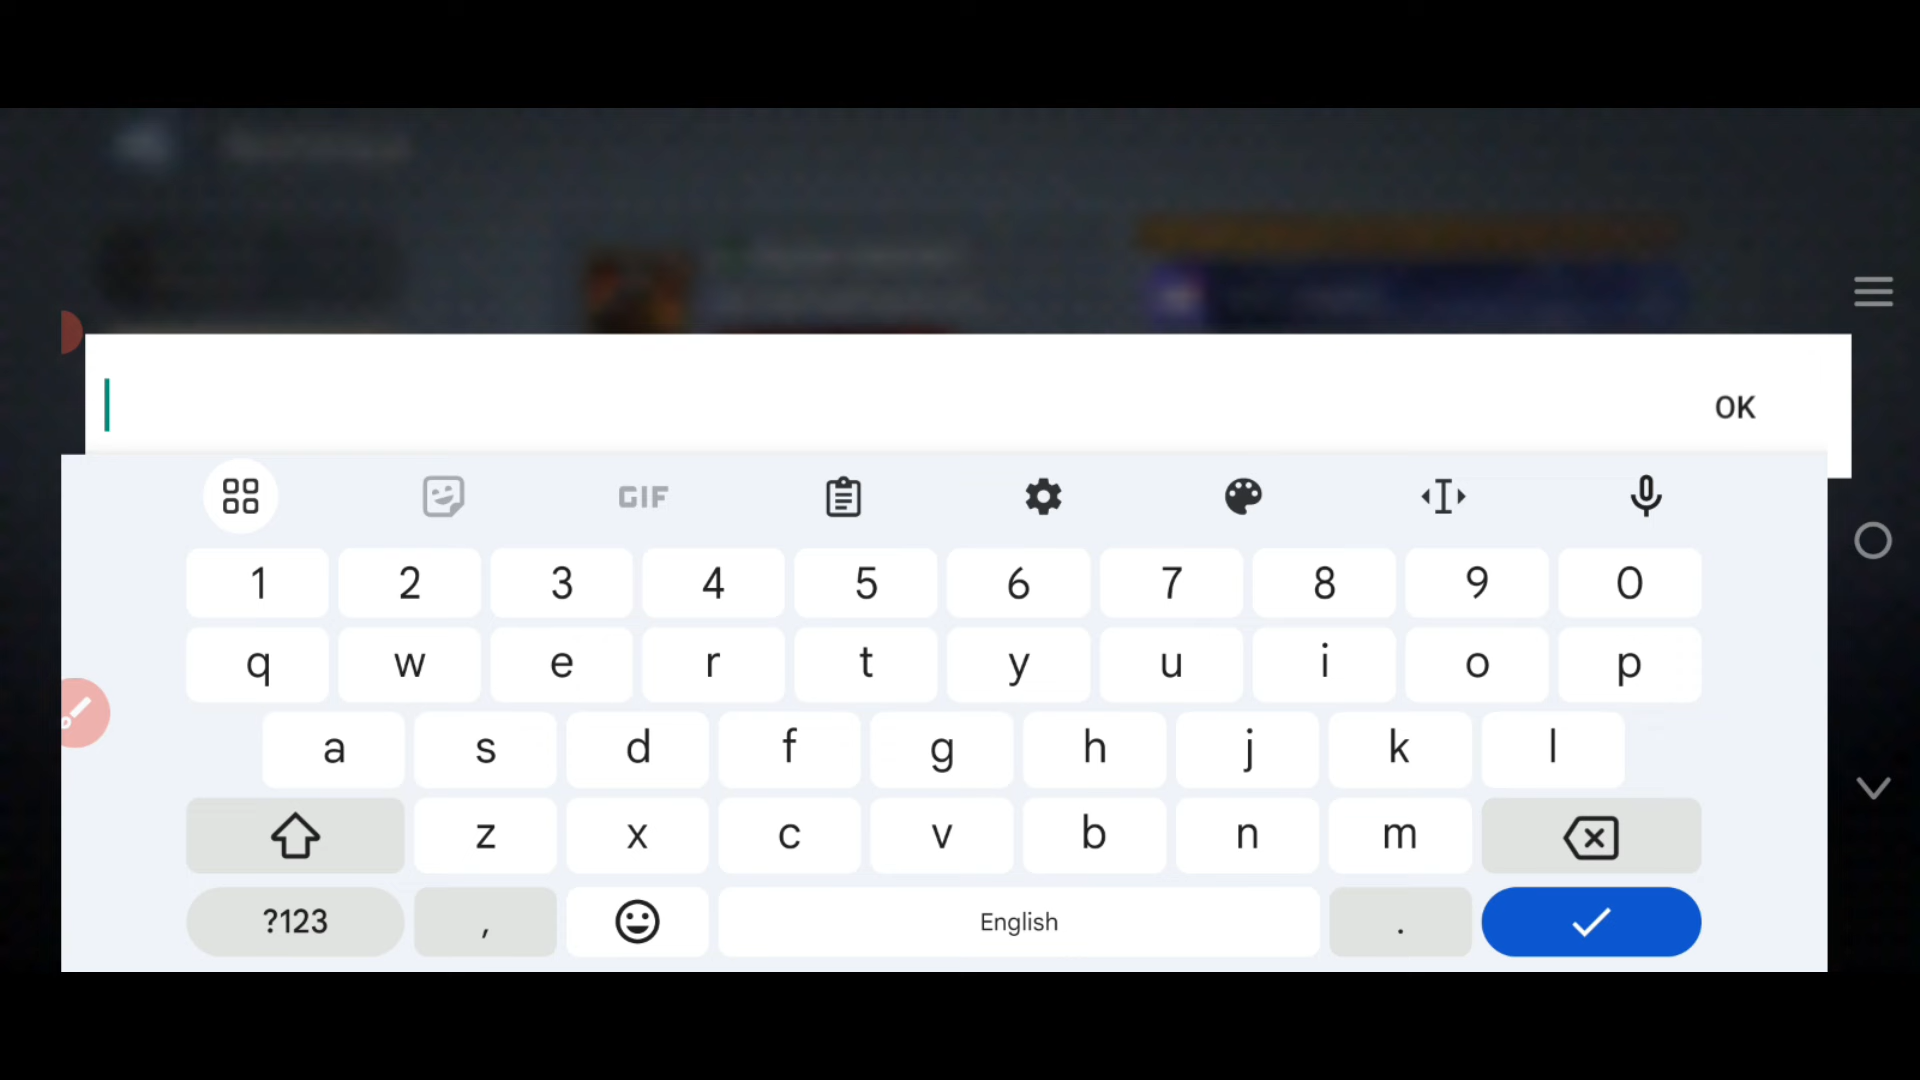 OK
GIF
1 2 3 4 5 6 7 8 9 0
q w e r t y u i o p
a s d f g h j k l
z x c v b n m
?123 , English .